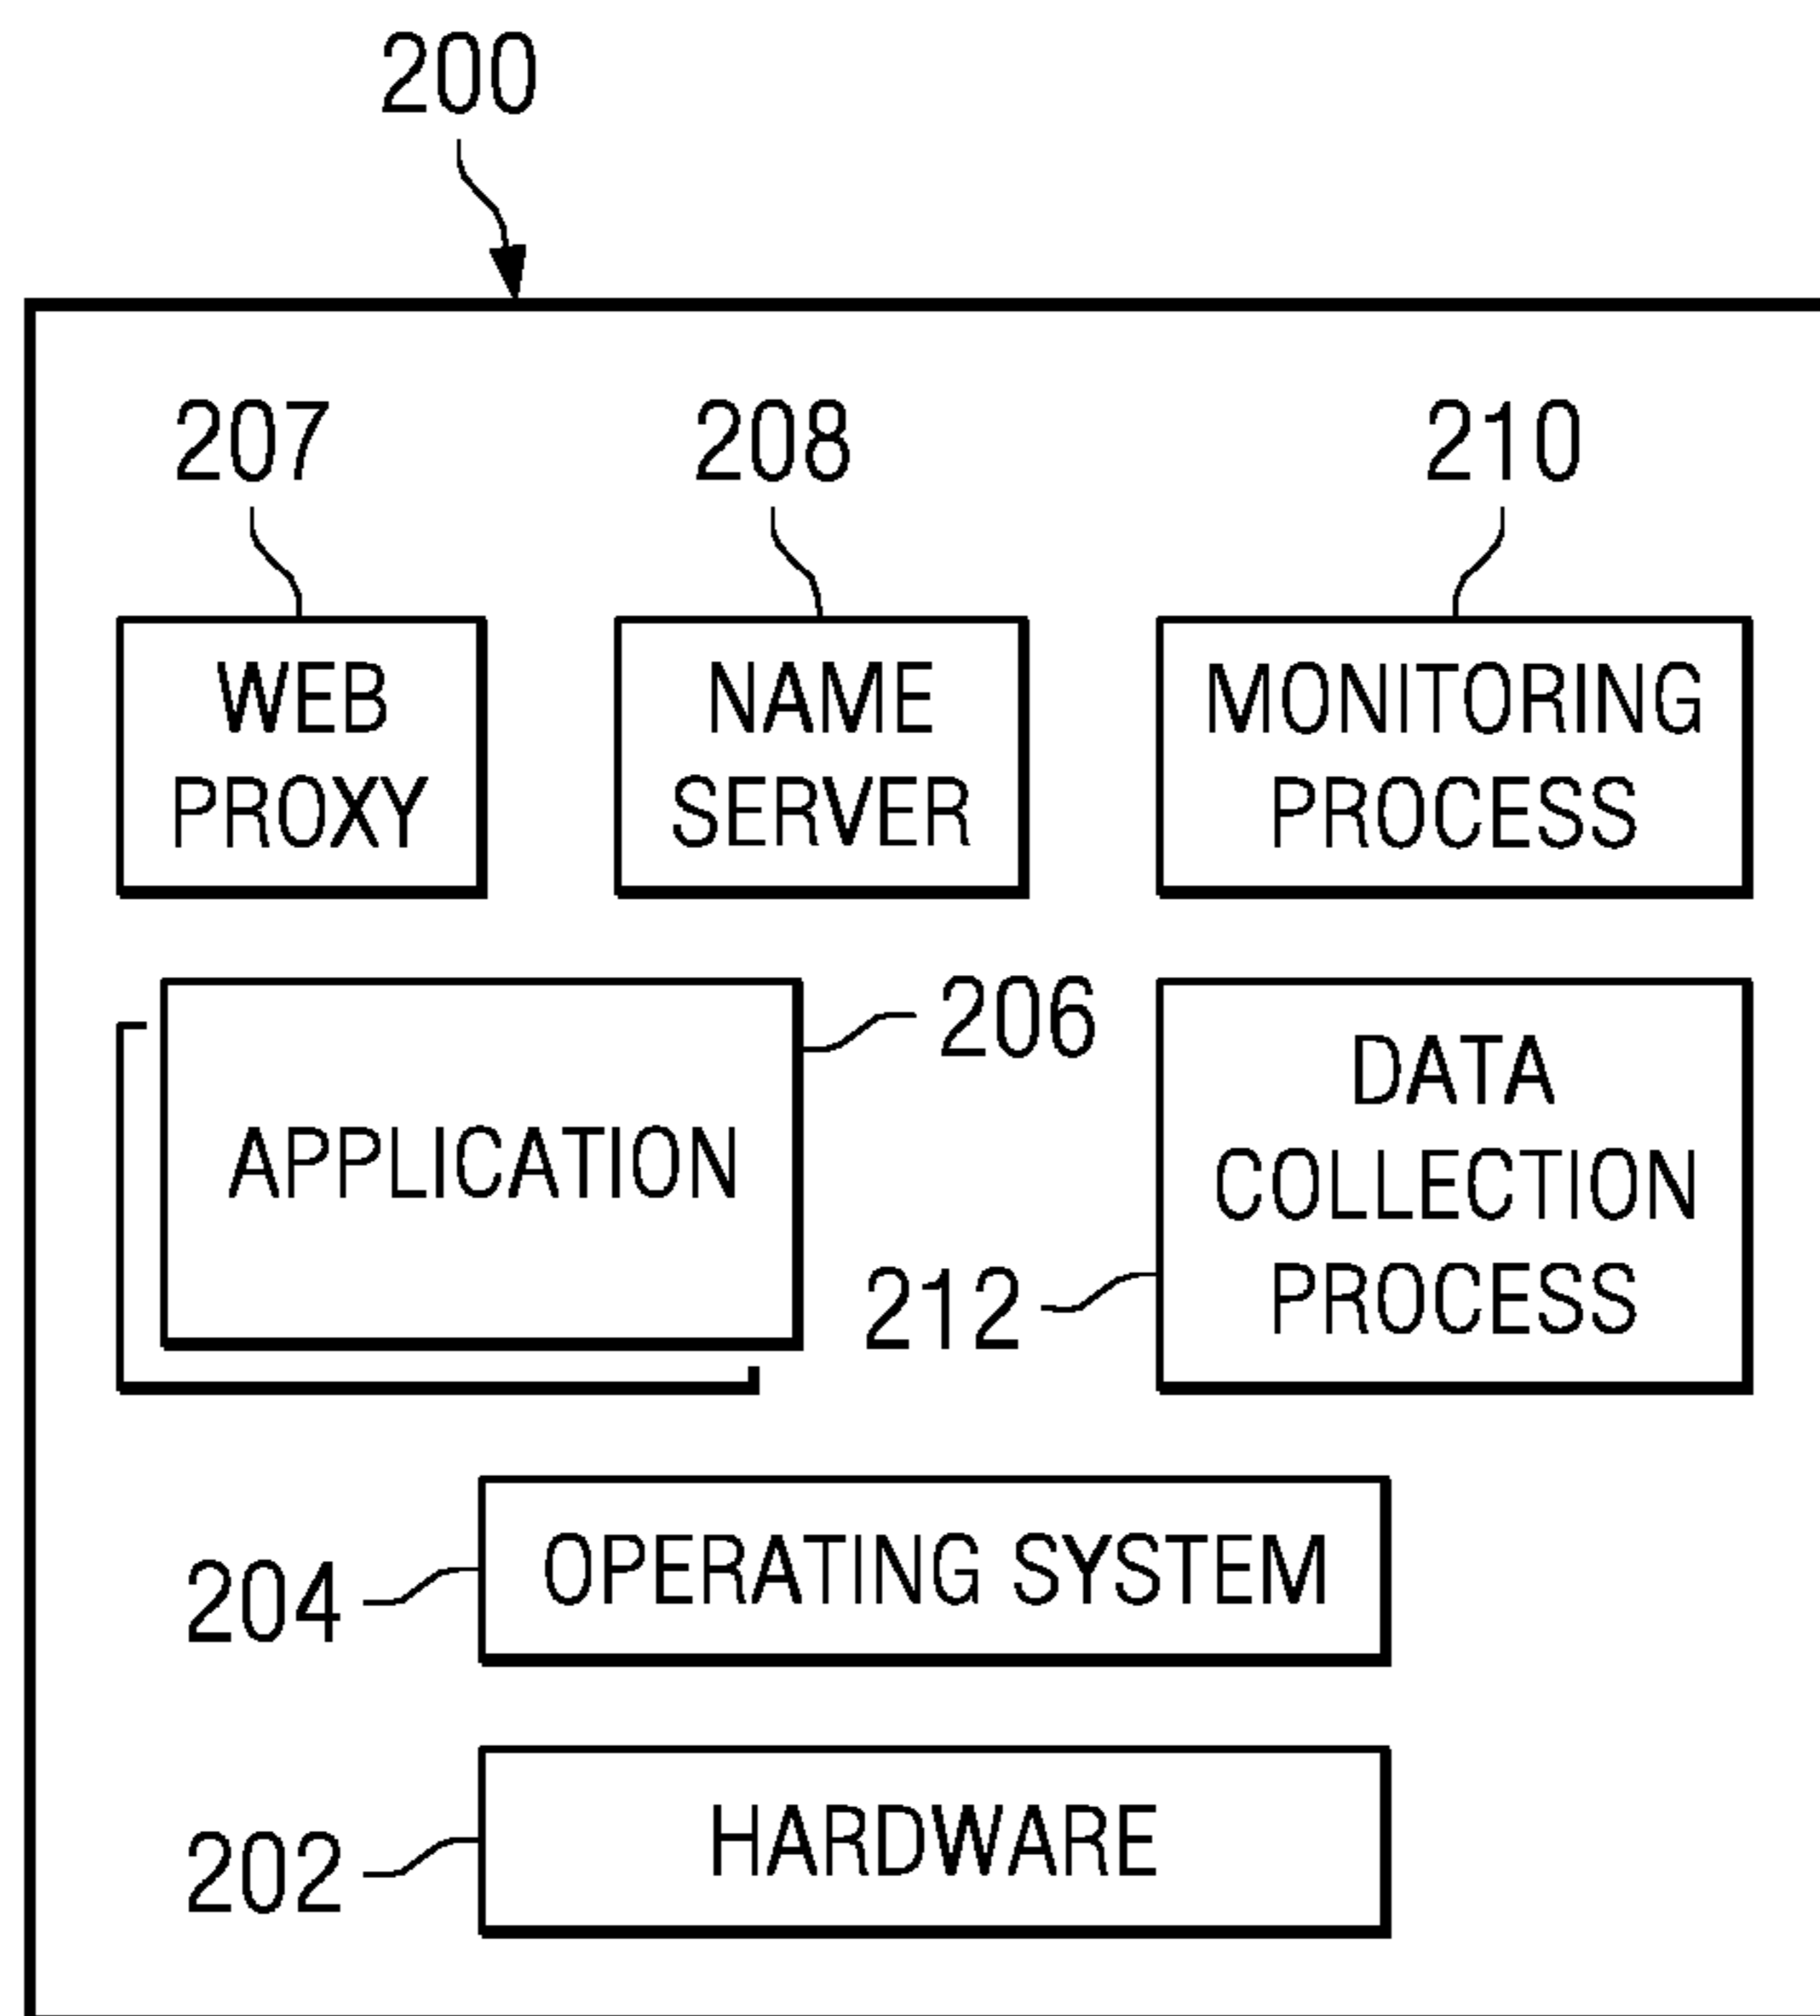 200
207
208
210
WEB
PROXY
NAME
SERVER
MONITORING
PROCESS
206
APPLICATION
DATA
COLLECTION
PROCESS
212
OPERATING SYSTEM
204
HARDWARE
202